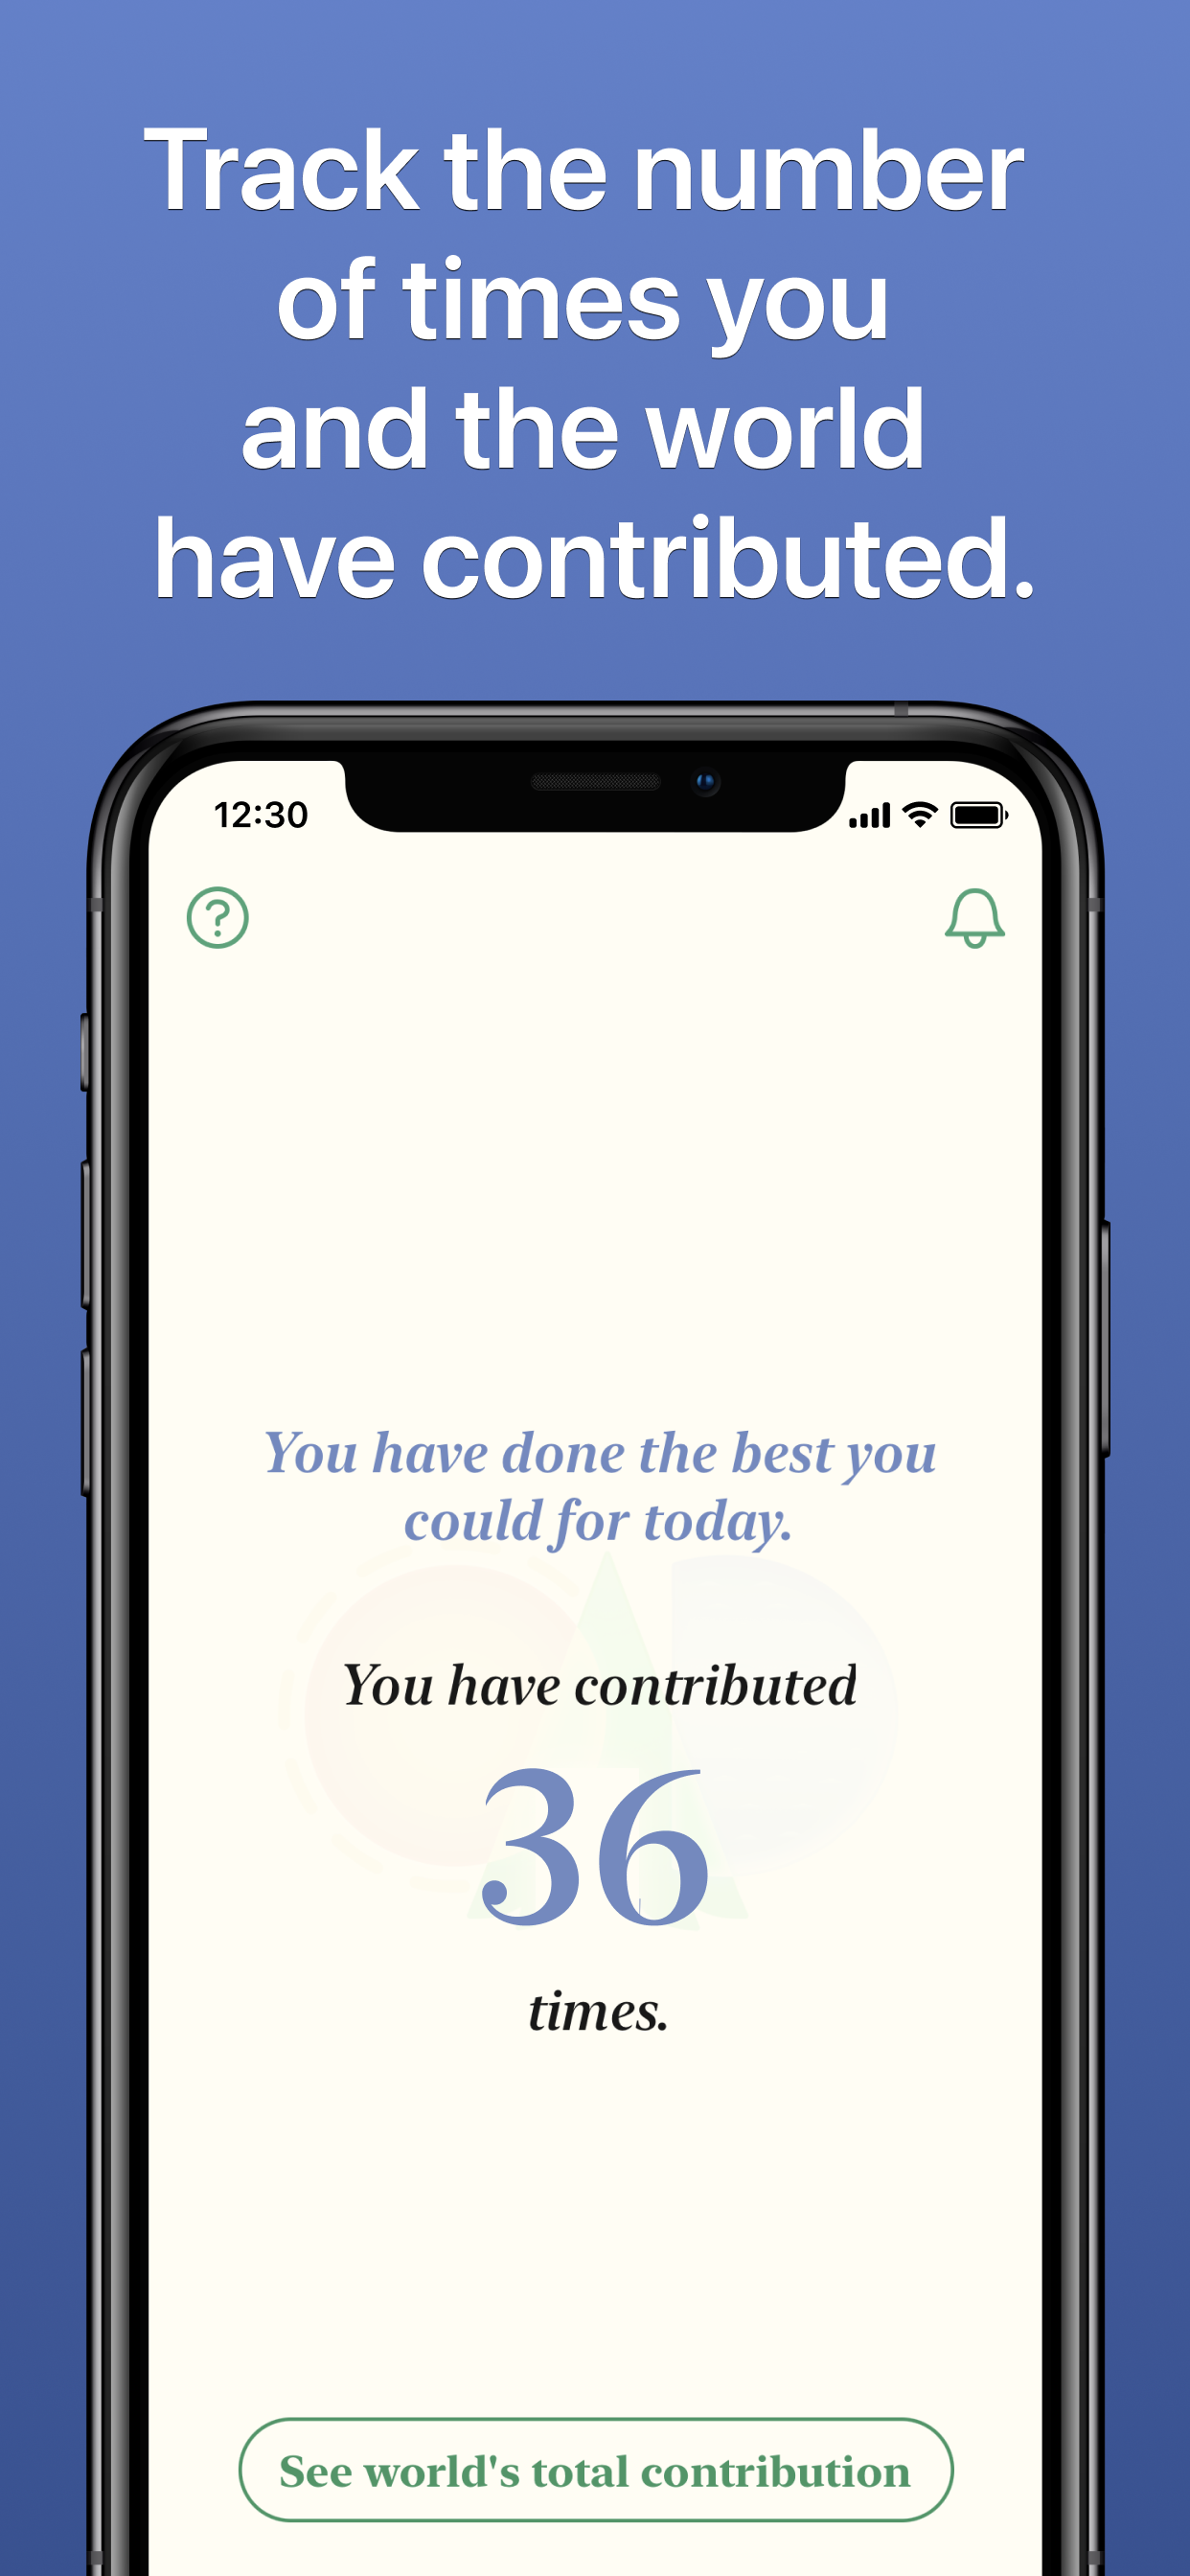 Track the number
of times you
and the world
have contributed.
12:30
?
You have done the best you
could for today.
You have contributed
36
times.
See world's total contribution